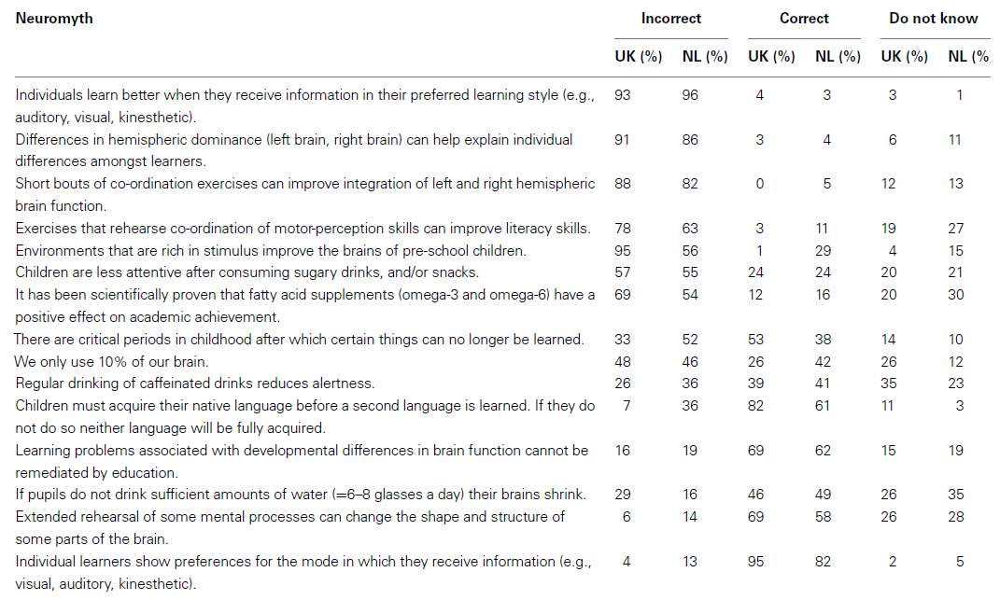 Neuromyth Incorrect Correct Do not know
UK (%) NL (%) UK (%) NL (%) UK (%) NL (%
Individuals learn better when they receive information in their preferred learning style (e.g., 93 96 4 3 3 1
auditory, visual, kinesthetic).
Differences in hemispheric dominance (left brain, right brain) can help explain individual 91 86 3 4 6 11
differences amongst learners.
Short bouts of co-ordination exercises can improve integration of left and right hemispheric 88 82 0 5 12 13
brain function.
Exercises that rehearse co-ordination of motor-perception skills can improve literacy skills. 78 63 3 11 19 27
Environments that are rich in stimulus improve the brains of pre-school children. 95 56 1 29 4 15
Children are less attentive after consuming sugary drinks, and/or snacks. 57 55 24 24 20 21
It has been scientifically proven that fatty acid supplements (omega-3 and omega-6) have a 69 54 12 16 20 30
positive effect on academic achievement.
There are critical periods in childhood after which certain things can no longer be learned. 33 52 53 38 14 10
We only use 10% of our brain. 48 46 26 42 26 12
Regular drinking of caffeinated drinks reduces alertness. 26 36 39 41 35 23
Children must acquire their native language before a second language is learned. If they do 7 36 82 61 11 3
not do so neither language will be fully acquired.
Learning problems associated with developmental differences in brain function cannot be 16 19 69 62 15 19
remediated by education.
If pupils do not drink sufficient amounts of water (=6–8 glasses a day) their brains shrink. 29 16 46 49 26 35
Extended rehearsal of some mental processes can change the shape and structure of 6 14 69 58 26 28
some parts of the brain.
Individual learners show preferences for the mode in which they receive information (e.g., 4 13 95 82 2 5
visual, auditory, kinesthetic).